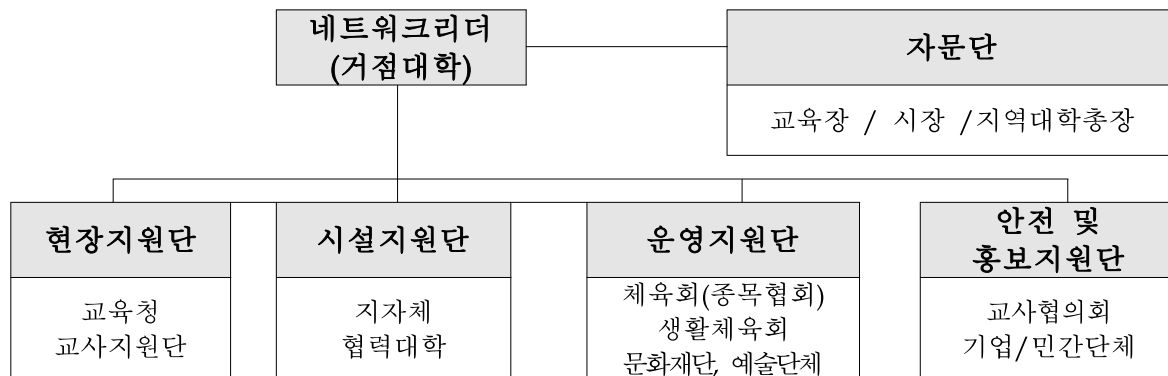 네트워크리더
(거점대학)
자문단
교육장 / 시장 /지역대학총장
현장지원단
교육청
교사지원단
시설지원단
지자체
협력대학
운영지원단
체육회(종목협회)
생활체육회
문화재단, 예술단체
안전 및
홍보지원단
교사협의회
기업/민간단체